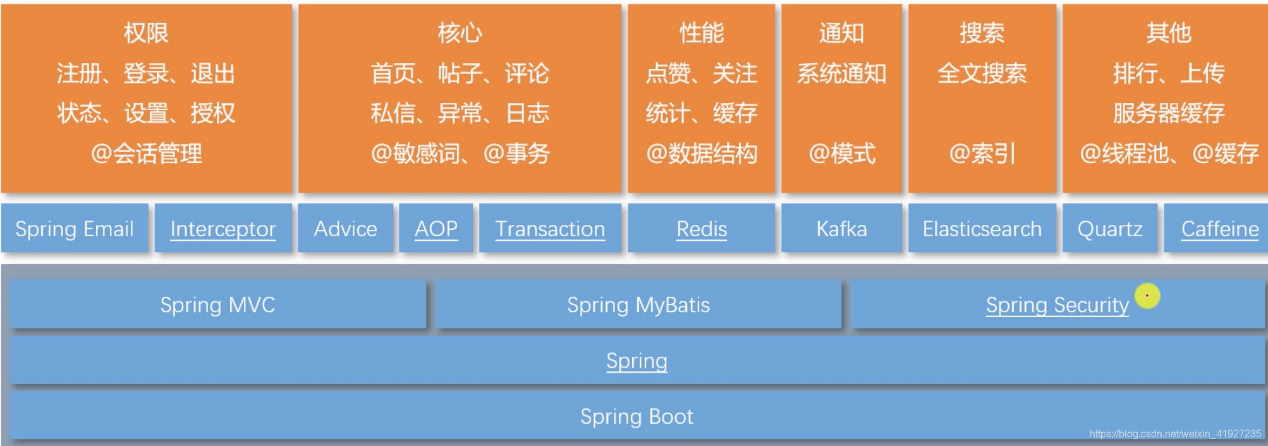 权限
注册、登录、退出
状态、设置、授权
@会话管理
核心
首页、帖子、评论
私信、异常、日志
@敏感词、@事务
性能
点赞、关注
统计、缓存
@数据结构
通知
系统通知
@模式
搜索
全文搜索
@索引
其他
排行、上传
服务器缓存
@线程池、@缓存
Spring Email
Interceptor
Advice
AOP
Transaction
Redis
Kafka
Elasticsearch
Quartz
Caffeine
Spring MVC
Spring MyBatis
Spring Security
Spring
Spring Boot
https://blog.csdn.net/weixin_41927235